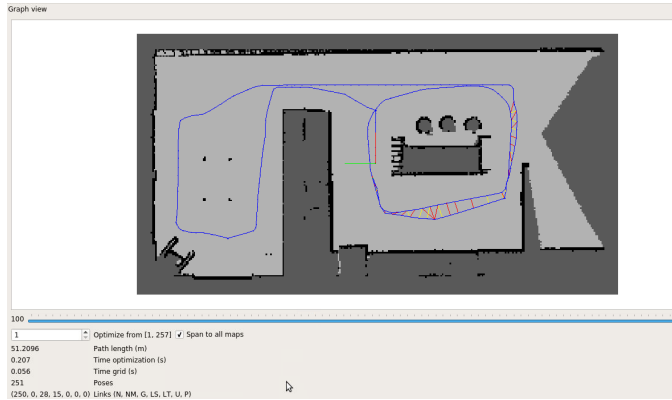 Graph view
100
1 Optimize from [1, 257] Span to all maps
51.2096 Path length (m)
0.207 Time optimization (s)
0.056 Time grid (s)
251 Poses
(250, 0, 28, 15, 0, 0, 0) Links (N, NM, G, LS, LT, U, P)